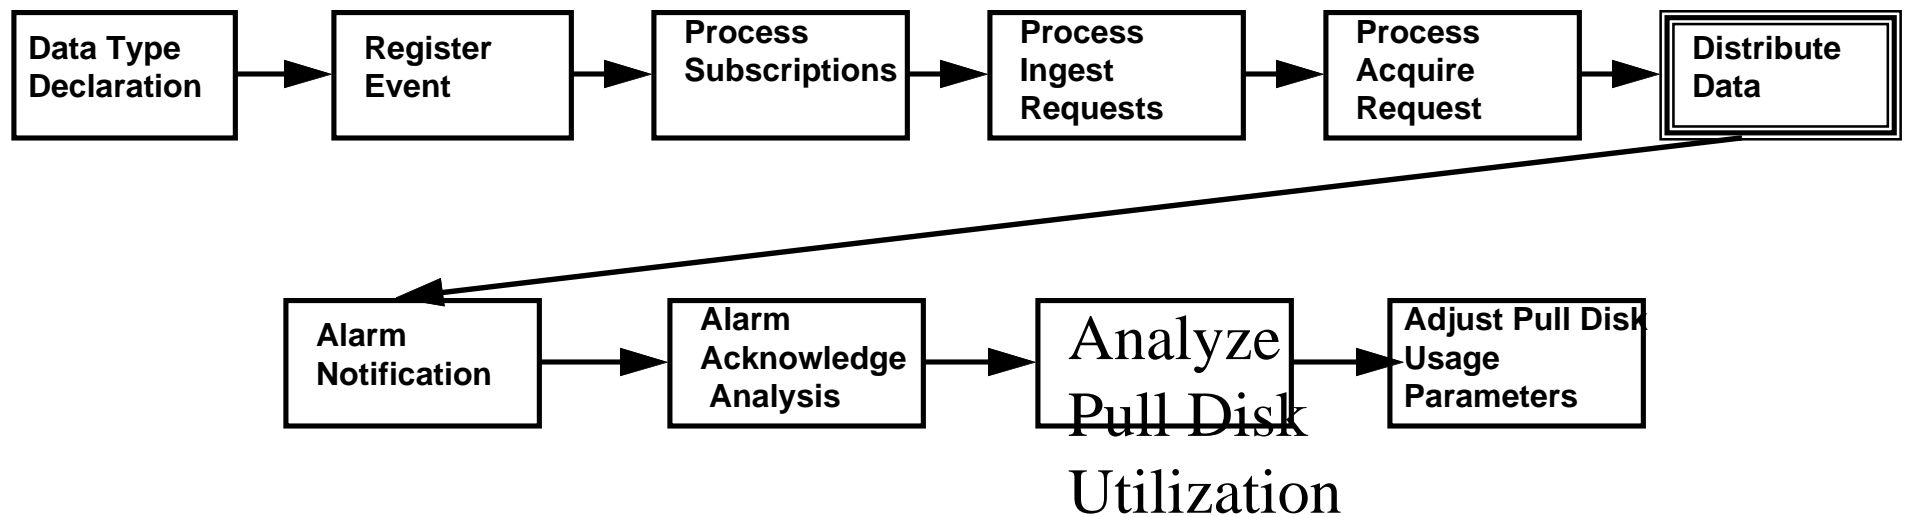 Data Type
Declaration
Register
Event
Process
Subscriptions
Process
Ingest
Requests
Process
Acquire
Request
Distribute
Data
Alarm
Notification
Alarm
Acknowledge
Analysis
Analyze
Pull Disk
Utilization
Adjust Pull Disk
Usage
Parameters